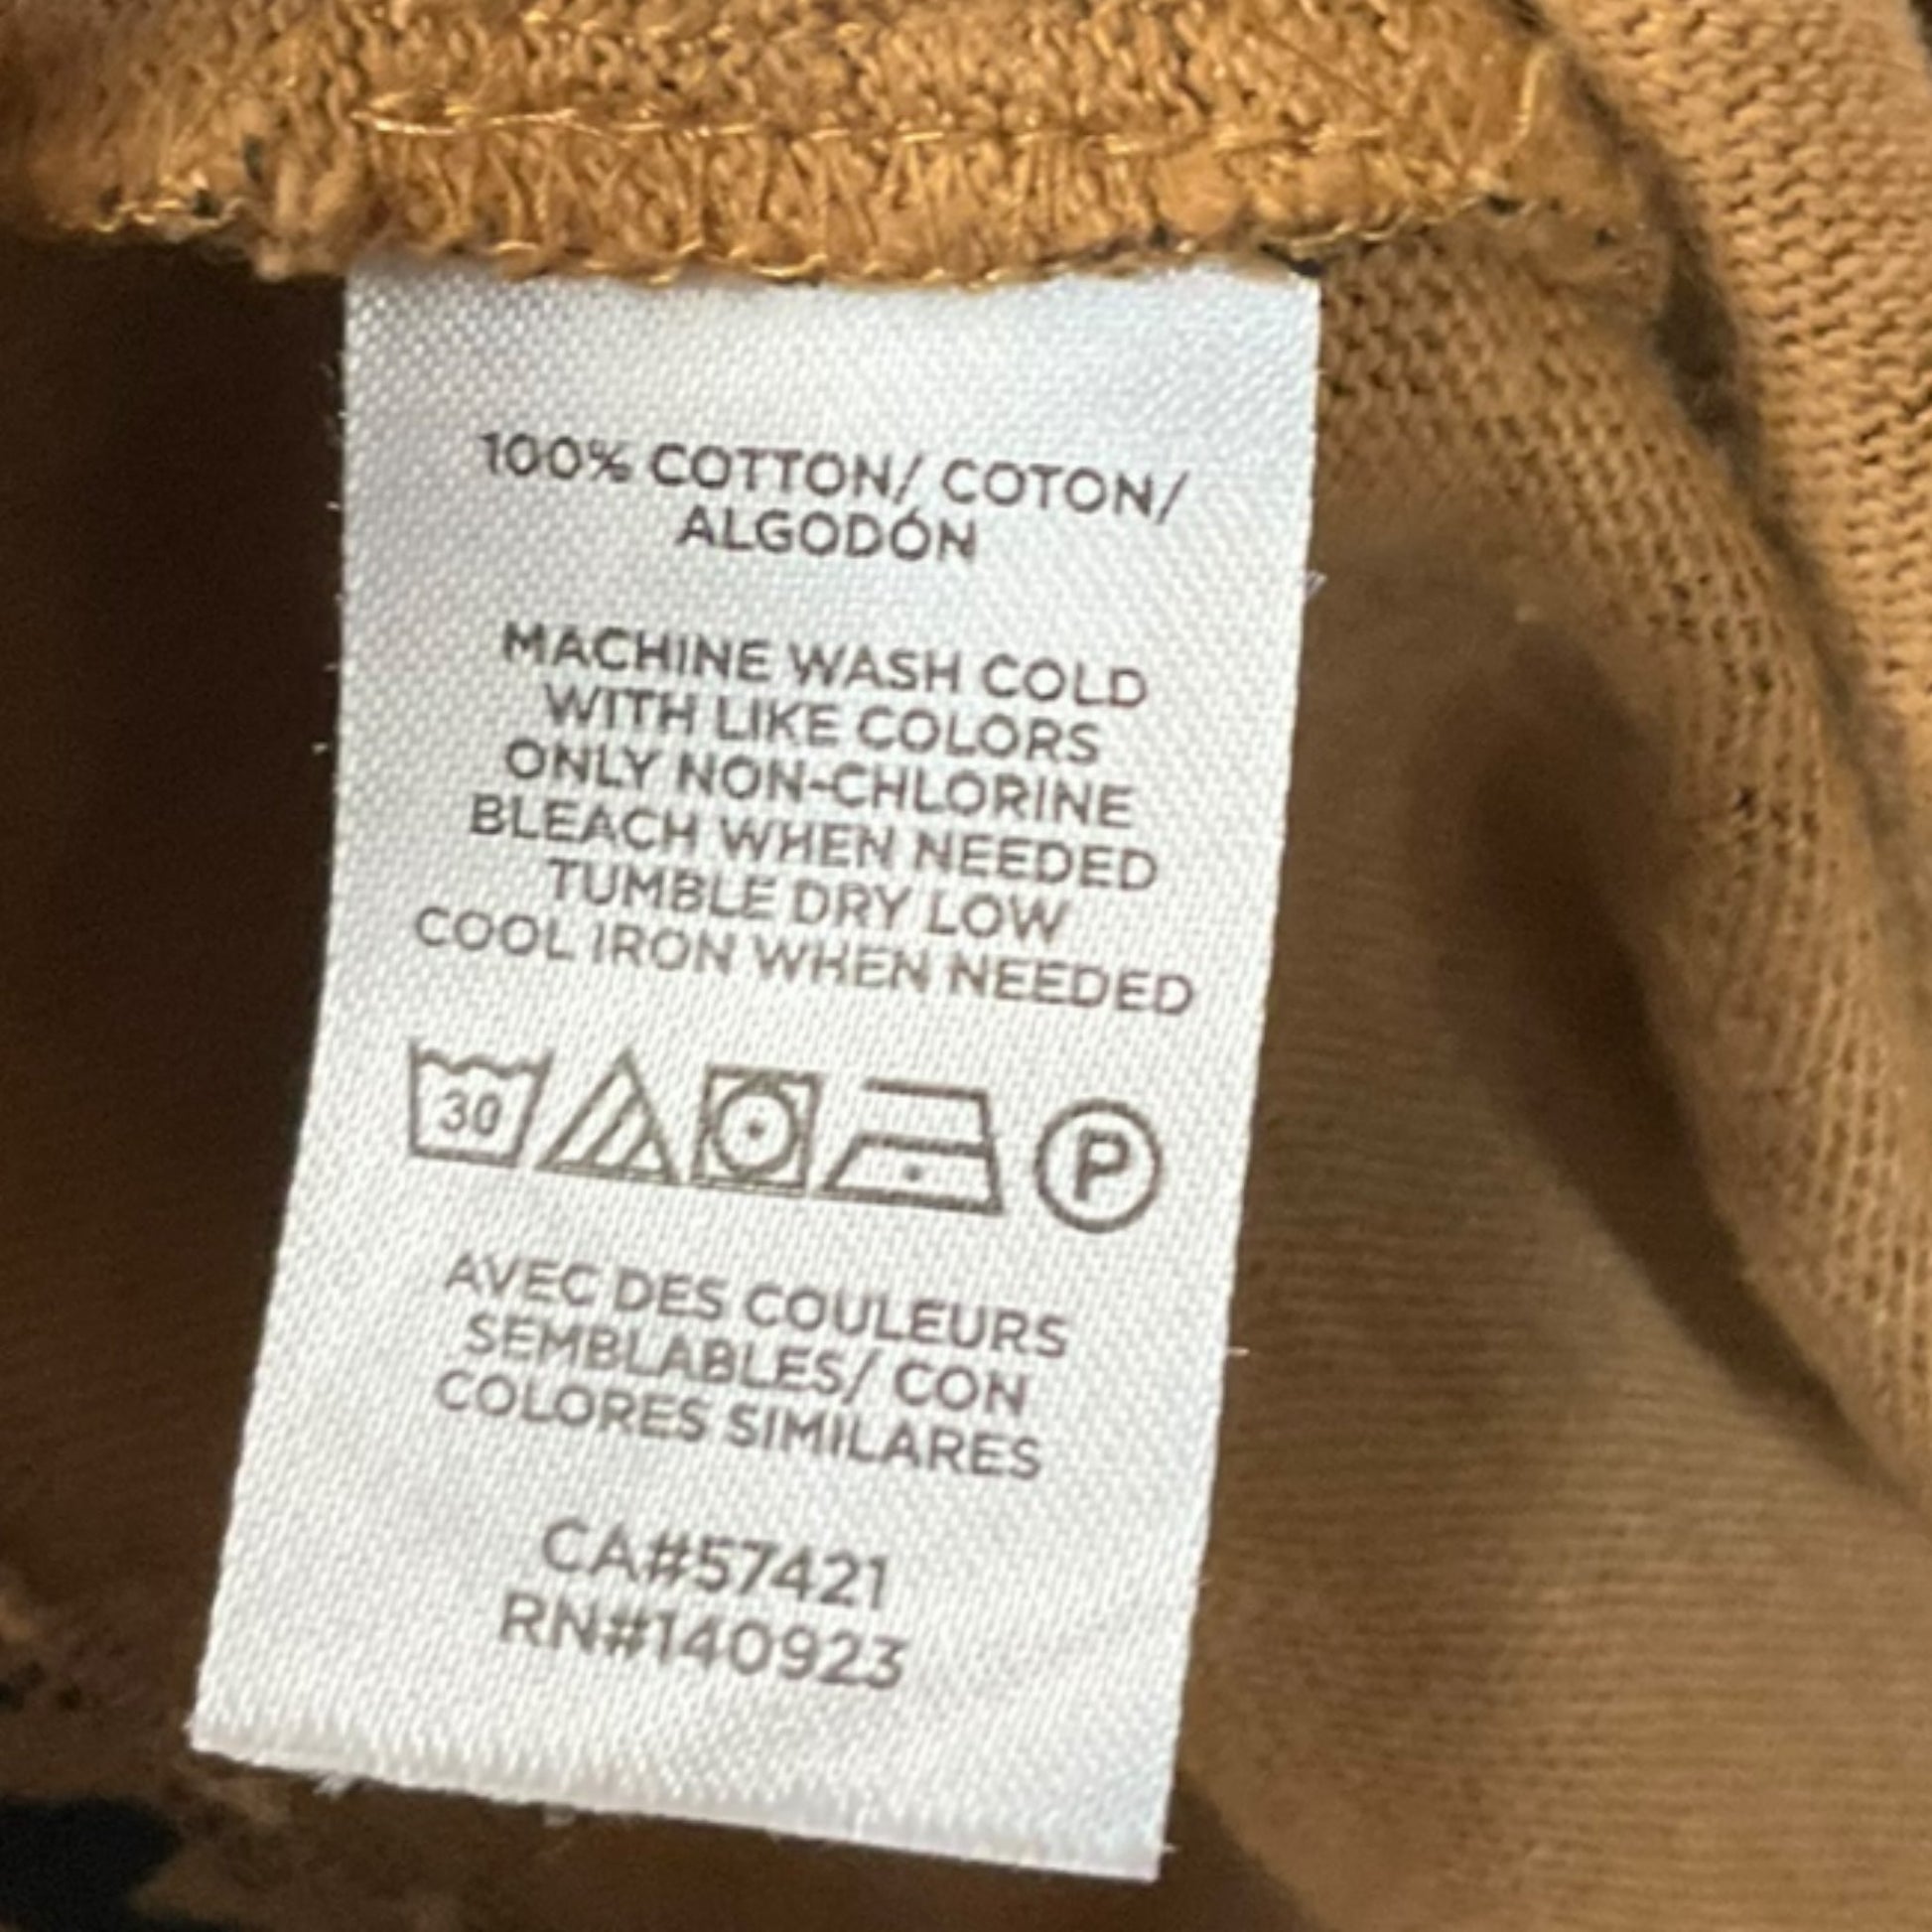 100% COTTON/ COTON/
ALGODÓN
MACHINE WASH COLD
WITH LIKE COLORS
ONLY NON-CHLORINE
BLEACH WHEN NEEDED
TUMBLE DRY LOW
COOL IRON WHEN NEEDED
30 P
AVEC DES COULEURS
SEMBLABLES/ CON
COLORES SIMILARES
CA#57421
RN#140923